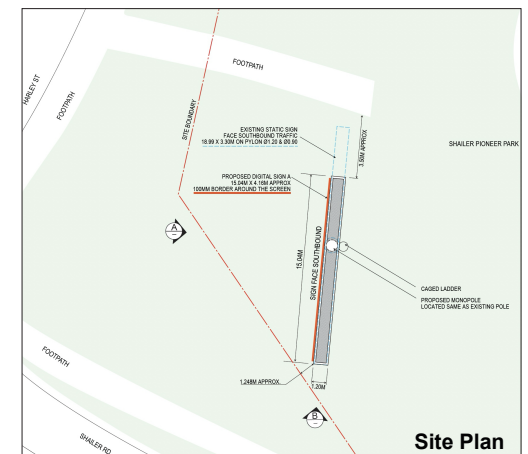 FOOTPATH
HARLEY ST
FOOTPATH
SITE BOUNDARY
EXISTING STATIC SIGN
FACE SOUTHBOUND TRAFFIC
18.99 X 3.30M ON PYLON Ø1.20 & Ø0.90
3.50M APPROX
SHAILER PIONEER PARK
PROPOSED DIGITAL SIGN A
15.04M X 4.16M APPROX
100MM BORDER AROUND THE SCREEN
A
–
15.04M
SIGN FACE SOUTHBOUND
CAGED LADDER
PROPOSED MONOPOLE
LOCATED SAME AS EXISTING POLE
FOOTPATH
1.248M APPROX.
1.20M
B
–
SHAILER RD
Site Plan